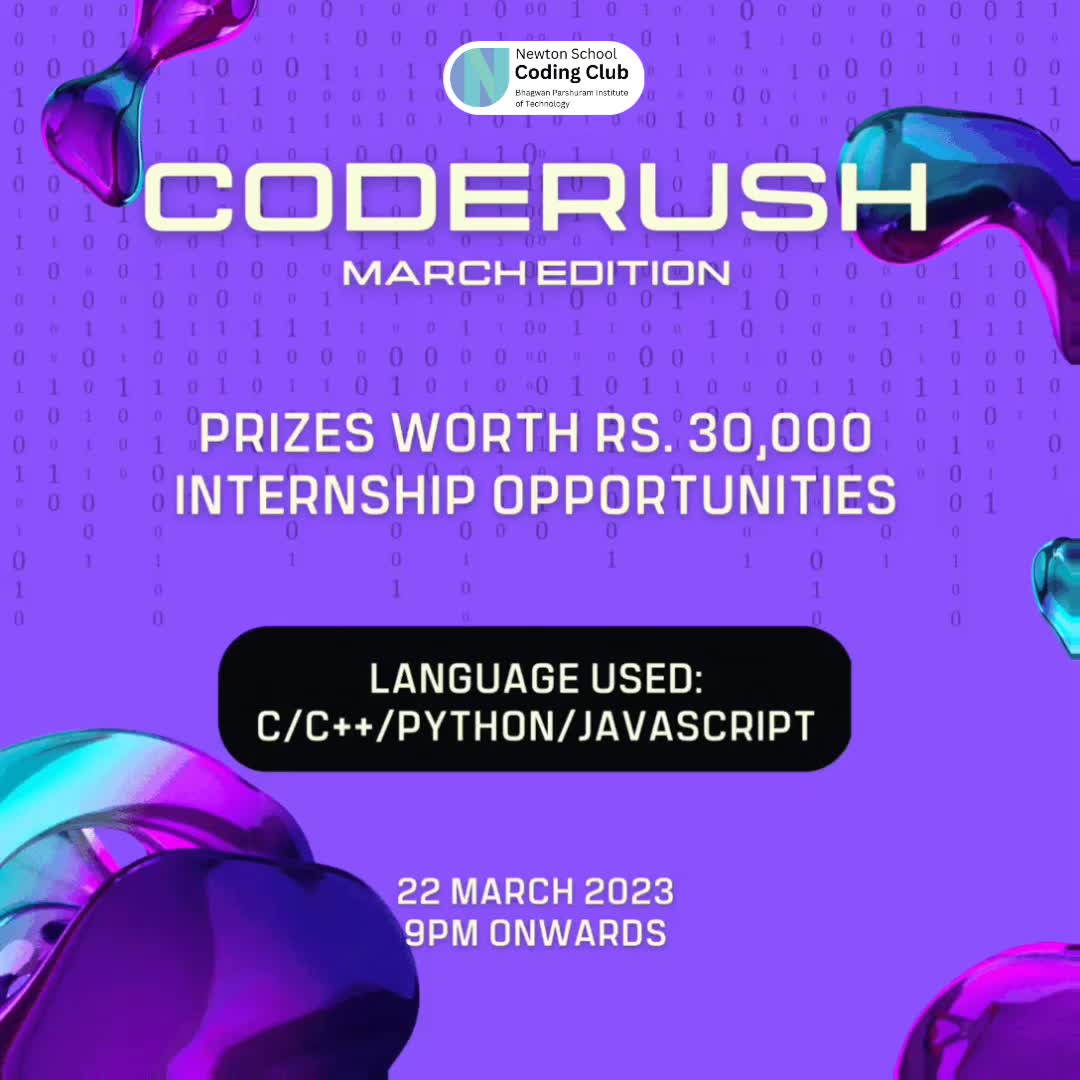 Newton School
Coding Club
Bhagwan Parshuram Institute
of Technology
CODERUSH
MARCH EDITION
PRIZES WORTH RS. 30,000
INTERNSHIP OPPORTUNITIES
LANGUAGE USED:
C/C++/PYTHON/JAVASCRIPT
22 MARCH 2023
9PM ONWARDS